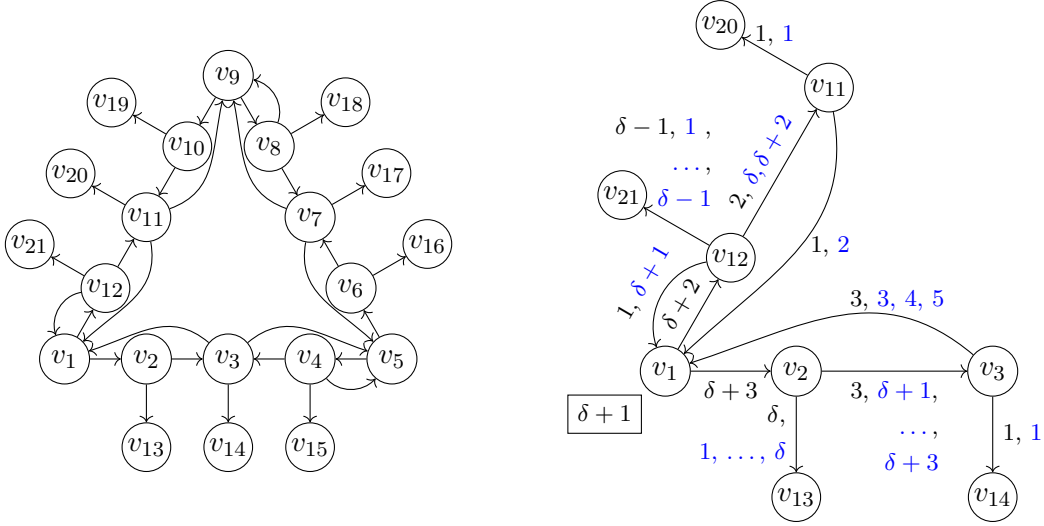 v₉
v₁₉
v₁₈
v₁₀
v₈
v₂₀
v₁₇
v₁₁
v₇
v₂₁
v₁₆
v₁₂
v₆
v₁
v₂
v₃
v₄
v₅
v₁₃
v₁₄
v₁₅
v₂₀
1, 1
v₁₁
δ − 1, 1 ,
. . . ,
δ − 1
2, δ, δ + 2
v₂₁
v₁₂
1, δ + 1
δ + 2
1, 2
3, 3, 4, 5
v₁
v₂
v₃
δ + 3
3, δ + 1,
. . . ,
δ + 3
δ + 1
δ,
1, . . . , δ
1, 1
v₁₃
v₁₄